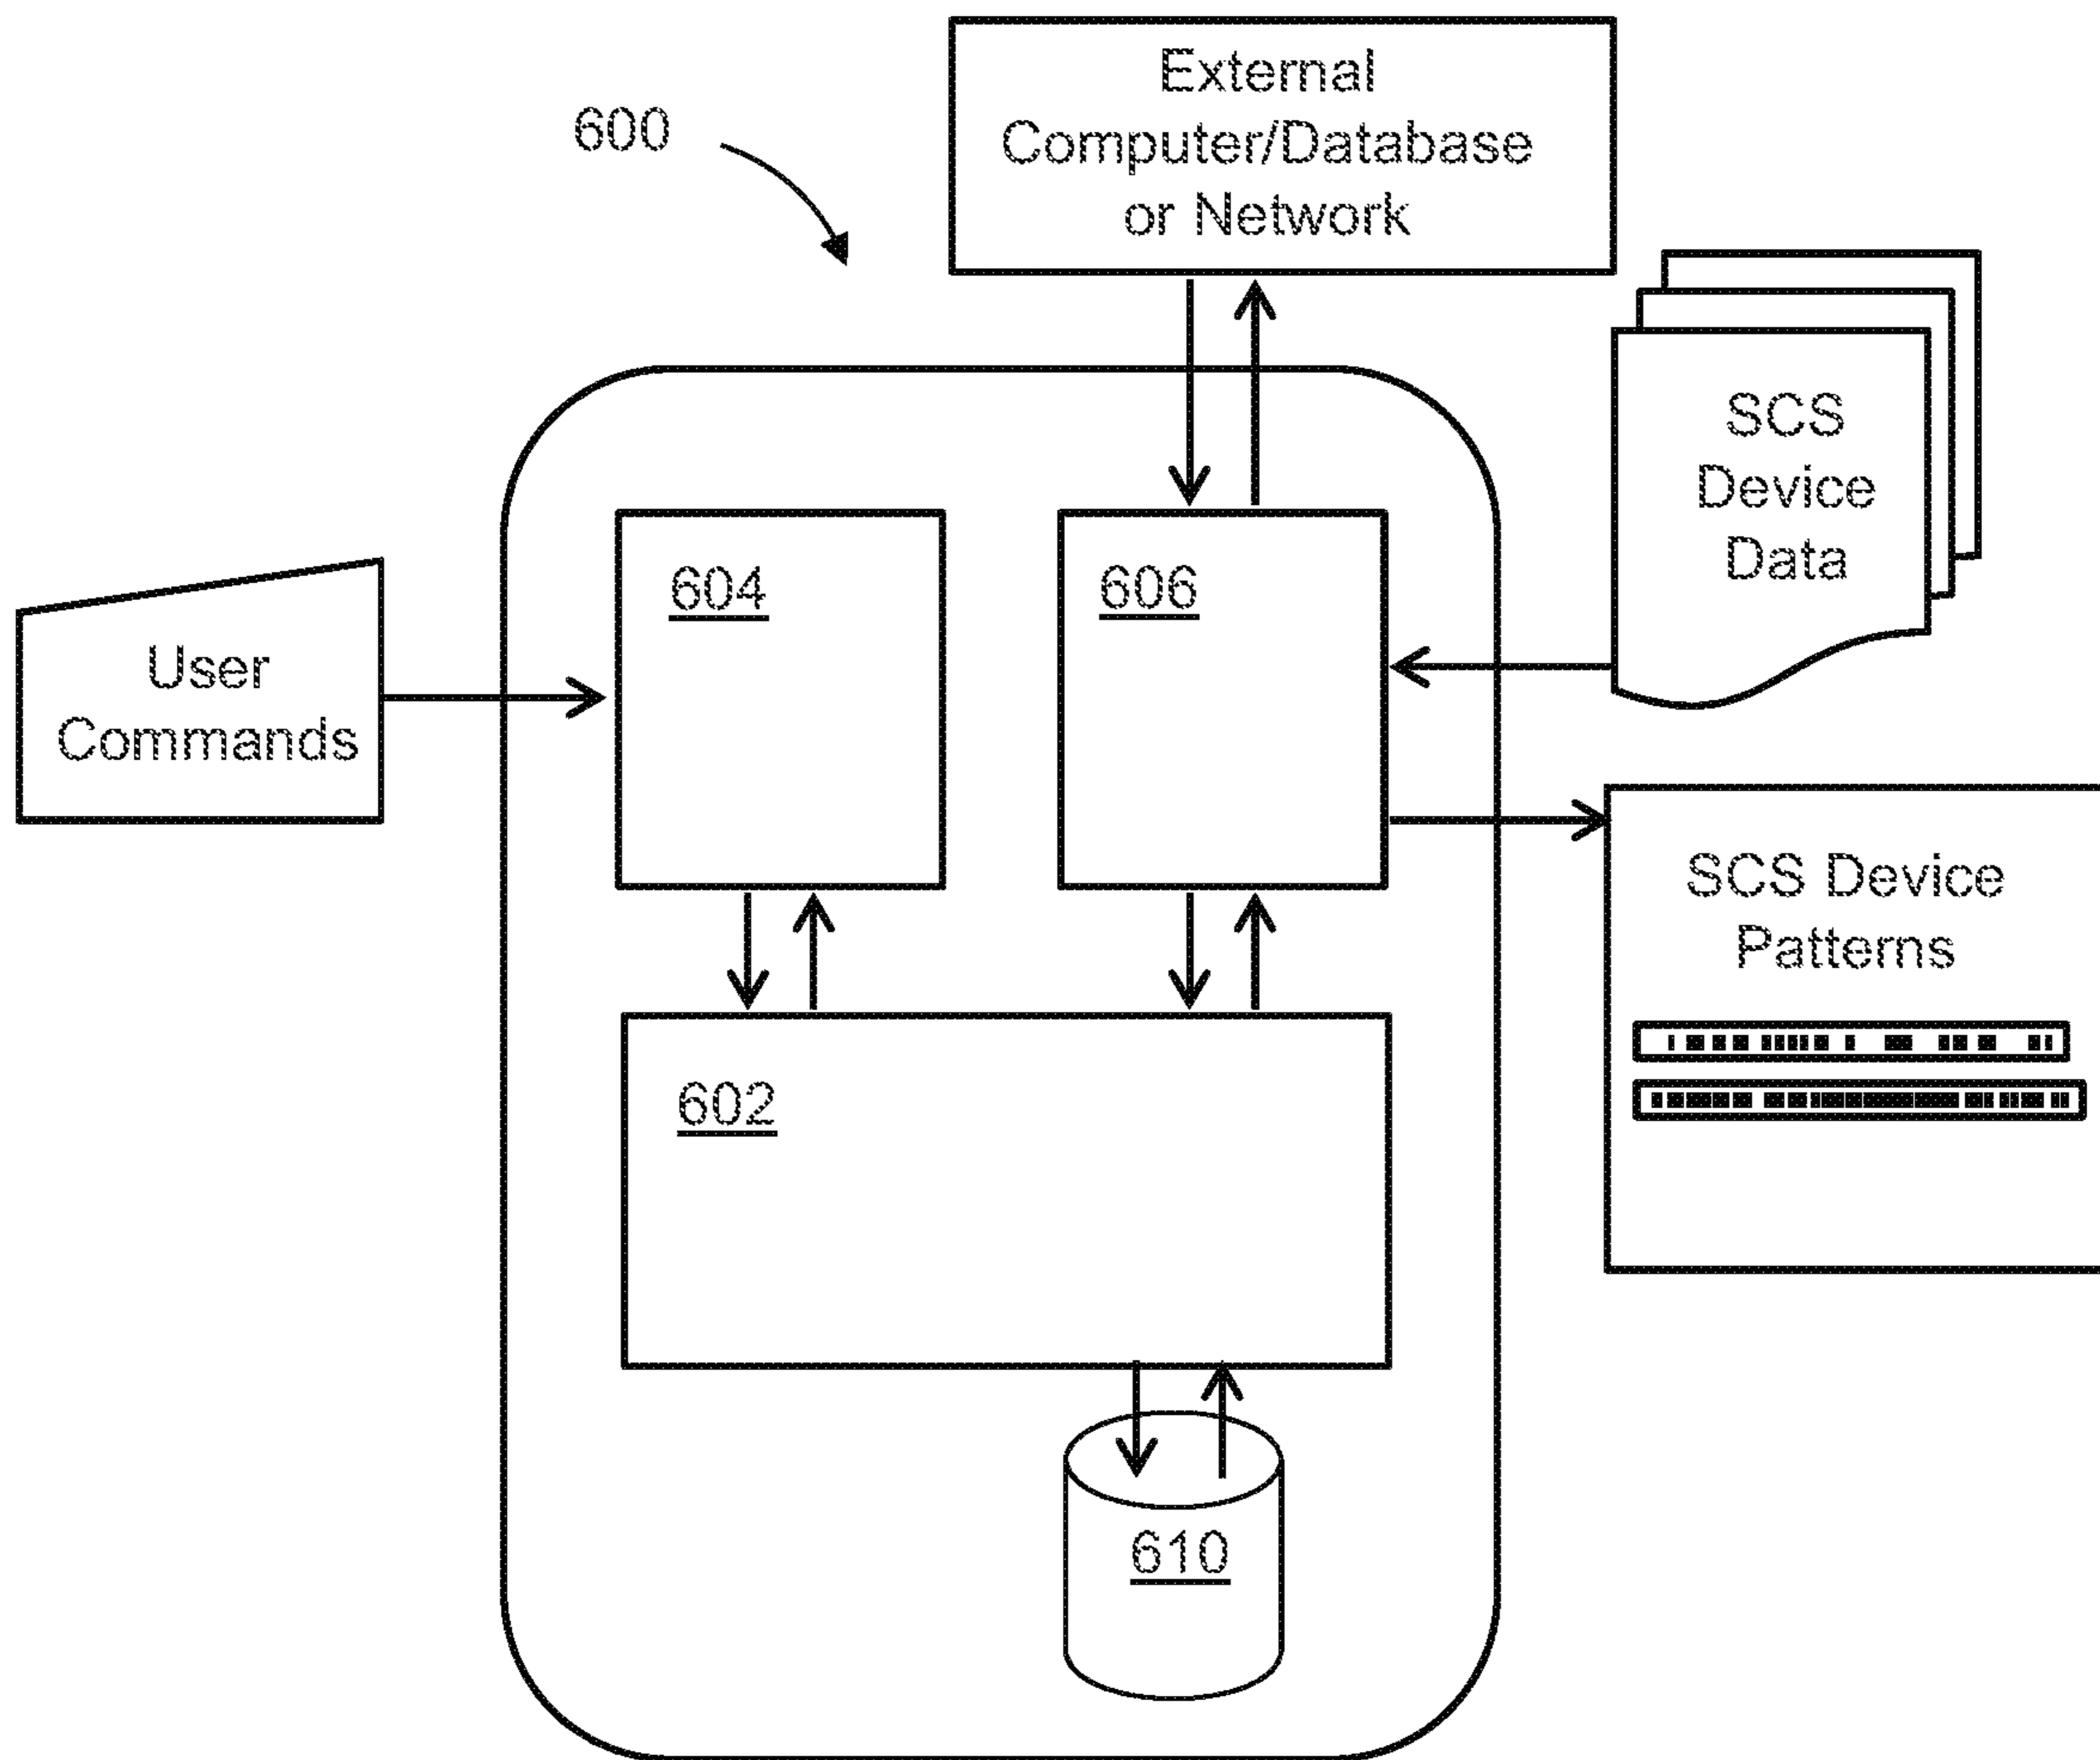 External
Computer/Database
or Network
600
SCS
Device
Data
604
606
User
Commands
SCS Device
Patterns
602
610